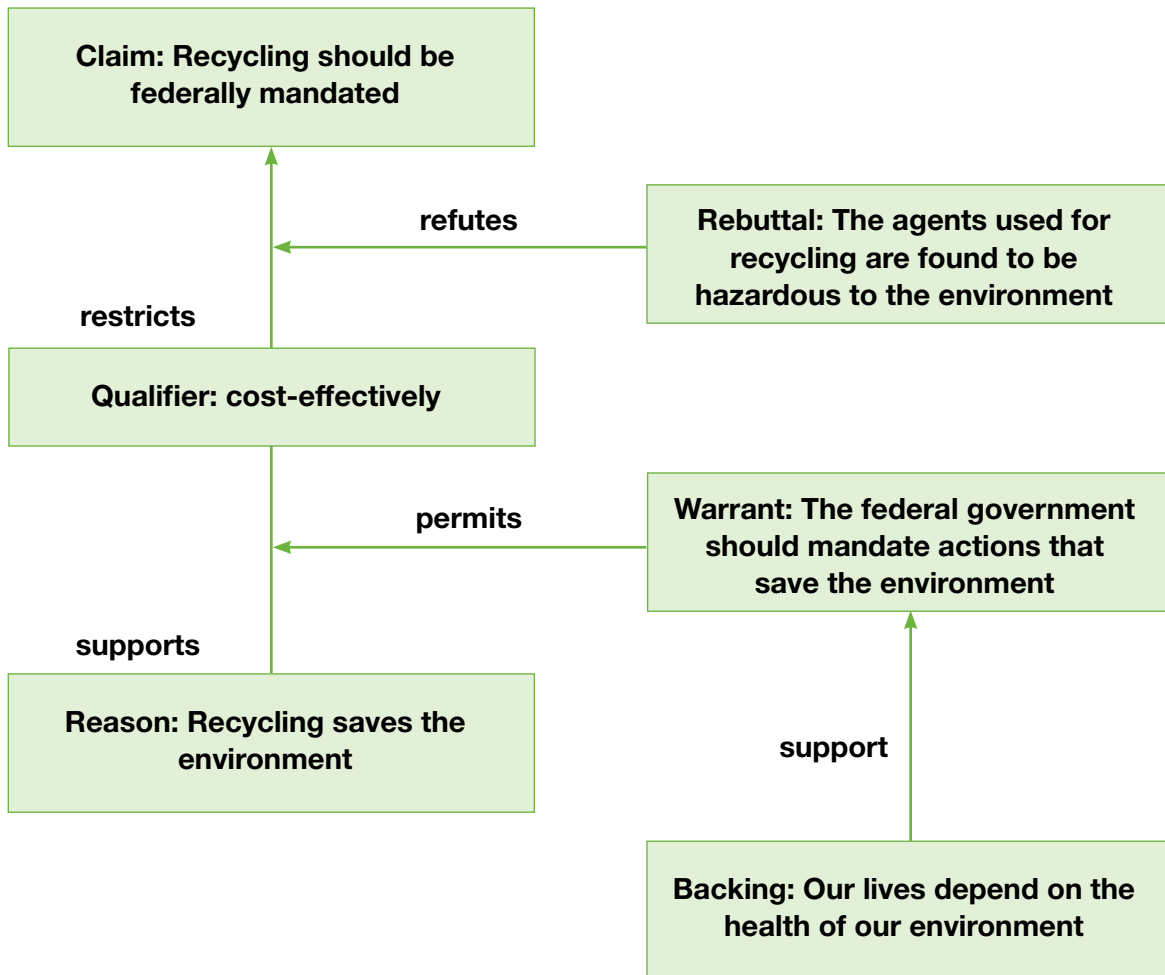 Claim: Recycling should be
federally mandated
refutes
Rebuttal: The agents used for
recycling are found to be
hazardous to the environment
restricts
Qualifier: cost-effectively
permits
Warrant: The federal government
should mandate actions that
save the environment
supports
Reason: Recycling saves the
environment
support
Backing: Our lives depend on the
health of our environment